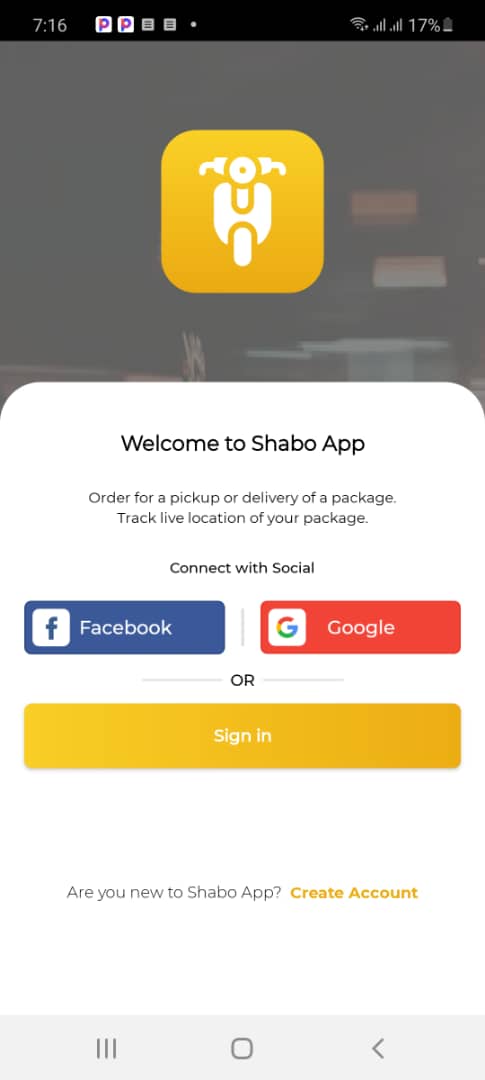 7:16
17%
Welcome to Shabo App
Order for a pickup or delivery of a package.
Track live location of your package.
Connect with Social
Facebook
Google
OR
Sign in
Are you new to Shabo App? Create Account